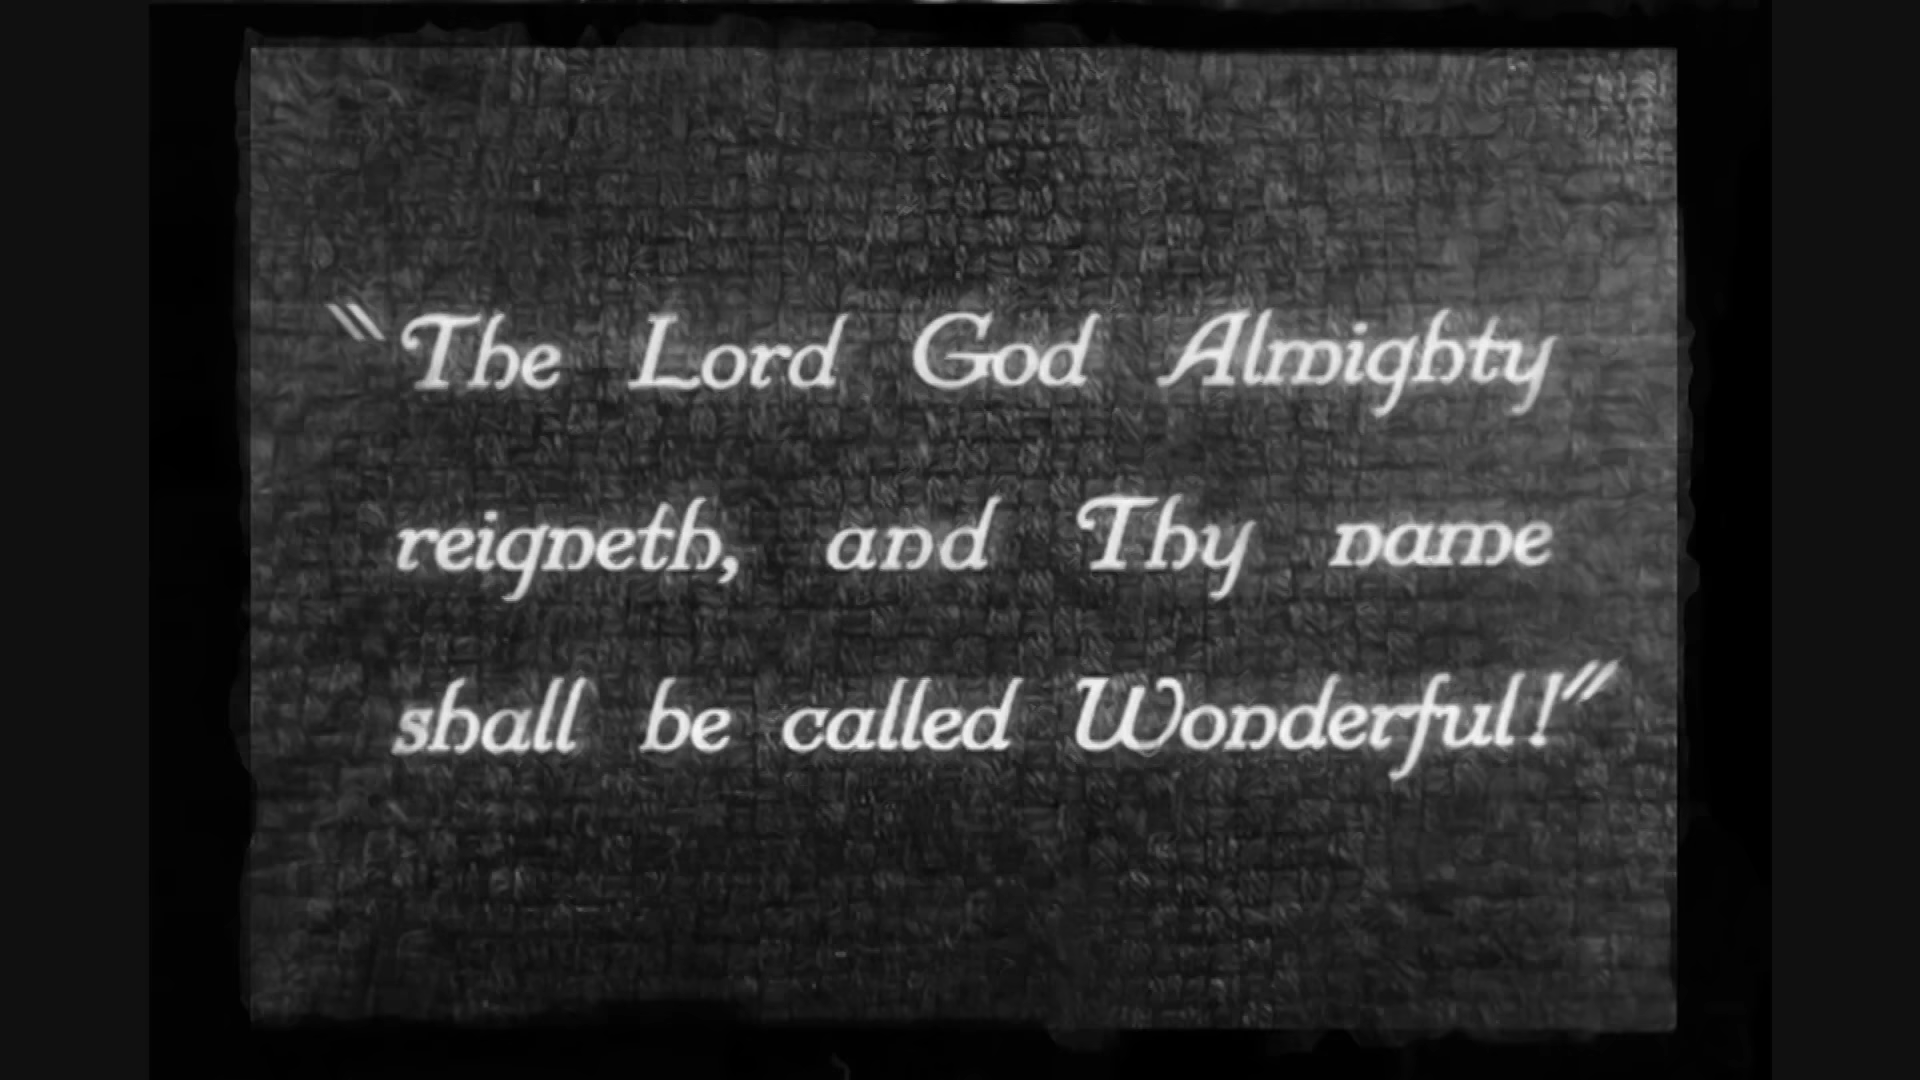 "The Lord God Almighty
reigneth, and Thy name
shall be called Wonderful!"